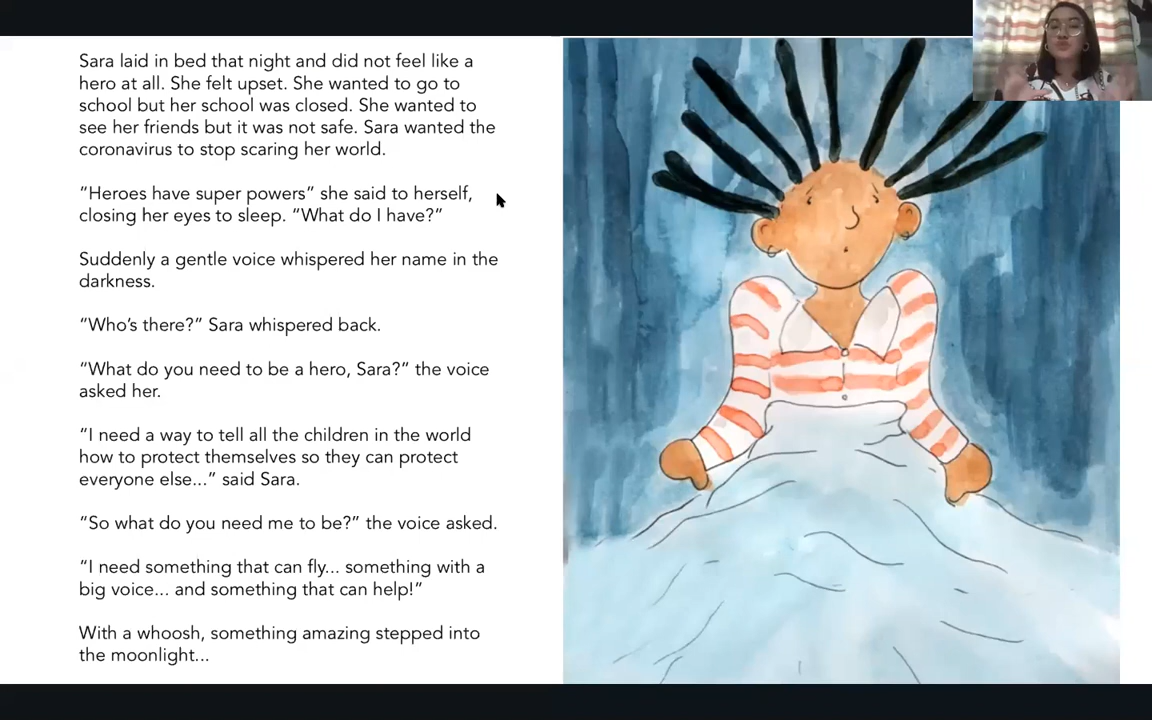 Sara laid in bed that night and did not feel like a
hero at all. She felt upset. She wanted to go to
school but her school was closed. She wanted to
see her friends but it was not safe. Sara wanted the
coronavirus to stop scaring her world.
“Heroes have super powers” she said to herself,
closing her eyes to sleep. “What do I have?”
Suddenly a gentle voice whispered her name in the
darkness.
“Who’s there?” Sara whispered back.
“What do you need to be a hero, Sara?” the voice
asked her.
“I need a way to tell all the children in the world
how to protect themselves so they can protect
everyone else...” said Sara.
“So what do you need me to be?” the voice asked.
“I need something that can fly... something with a
big voice... and something that can help!”
With a whoosh, something amazing stepped into
the moonlight...